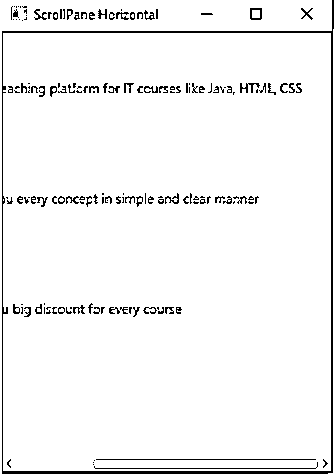 ScrollPane Horizontal
eaching platform for IT courses like Java, HTML, CSS
ou every concept in simple and clear manner
u big discount for every course